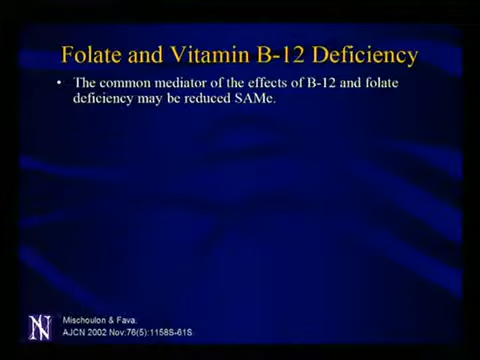 Folate and Vitamin B-12 Deficiency
• The common mediator of the effects of B-12 and folate
deficiency may be reduced SAMe.
Mischoulon & Fava.
AJCN 2002 Nov:76(5):1158S-61S